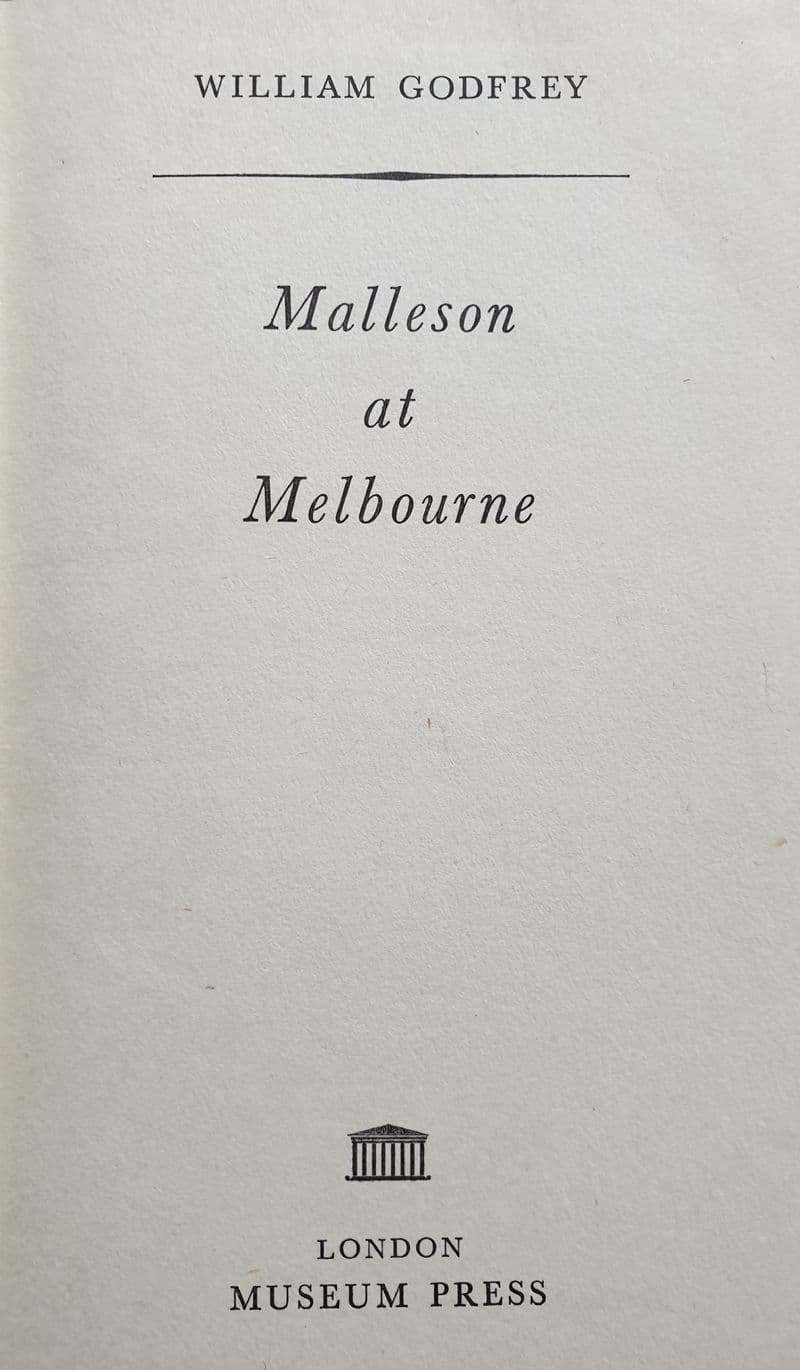 WILLIAM GODFREY
Malleson
at
Melbourne
LONDON
MUSEUM PRESS